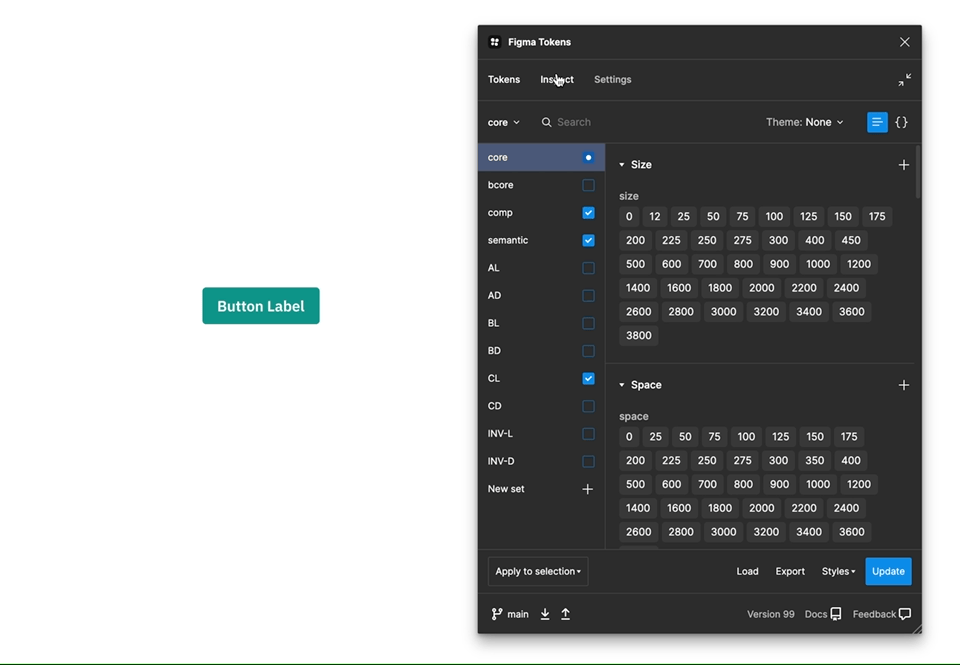 Figma Tokens
Tokens Inspect Settings
core Search Theme: None {}
core
bcore
comp
semantic
AL
AD
BL
BD
CL
CD
INV-L
INV-D
New set
Size
size
0 12 25 50 75 100 125 150 175
200 225 250 275 300 400 450
500 600 700 800 900 1000 1200
1400 1600 1800 2000 2200 2400
2600 2800 3000 3200 3400 3600
3800
Space
space
0 25 50 75 100 125 150 175
200 225 250 275 300 350 400
500 600 700 800 900 1000 1200
1400 1600 1800 2000 2200 2400
2600 2800 3000 3200 3400 3600
Button Label
Apply to selection Load Export Styles Update
main Version 99 Docs Feedback